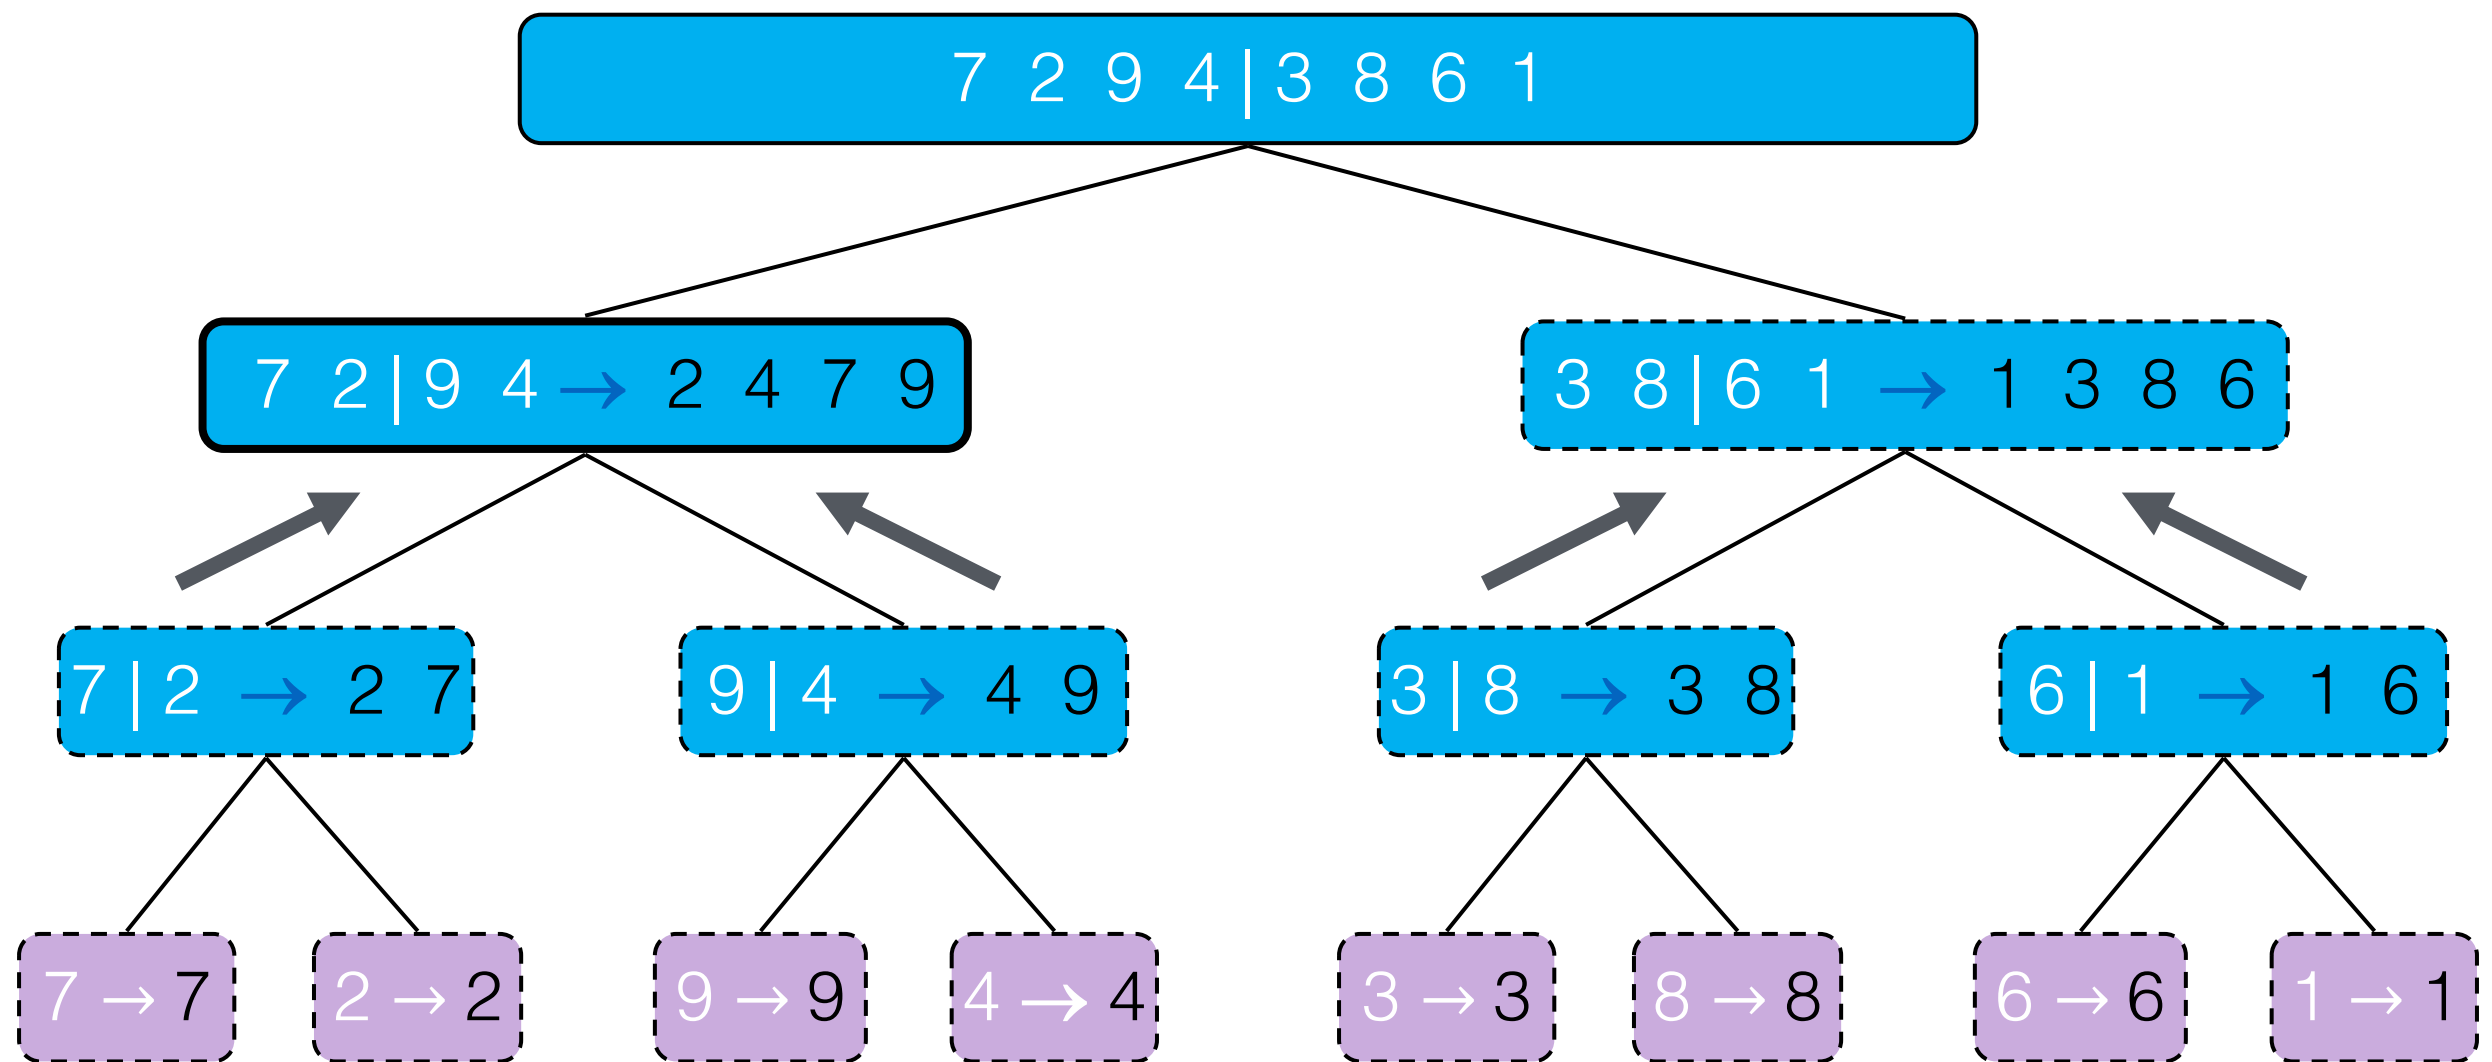 7 2 9 4|3 8 6 1
7 2|9 4 → 2 4 7 9
3 8|6 1 → 1 3 8 6
7|2 → 2 7
9|4 → 4 9
3|8 → 3 8
6|1 → 1 6
7 → 7
2 → 2
9 → 9
4 → 4
3 → 3
8 → 8
6 → 6
1 → 1